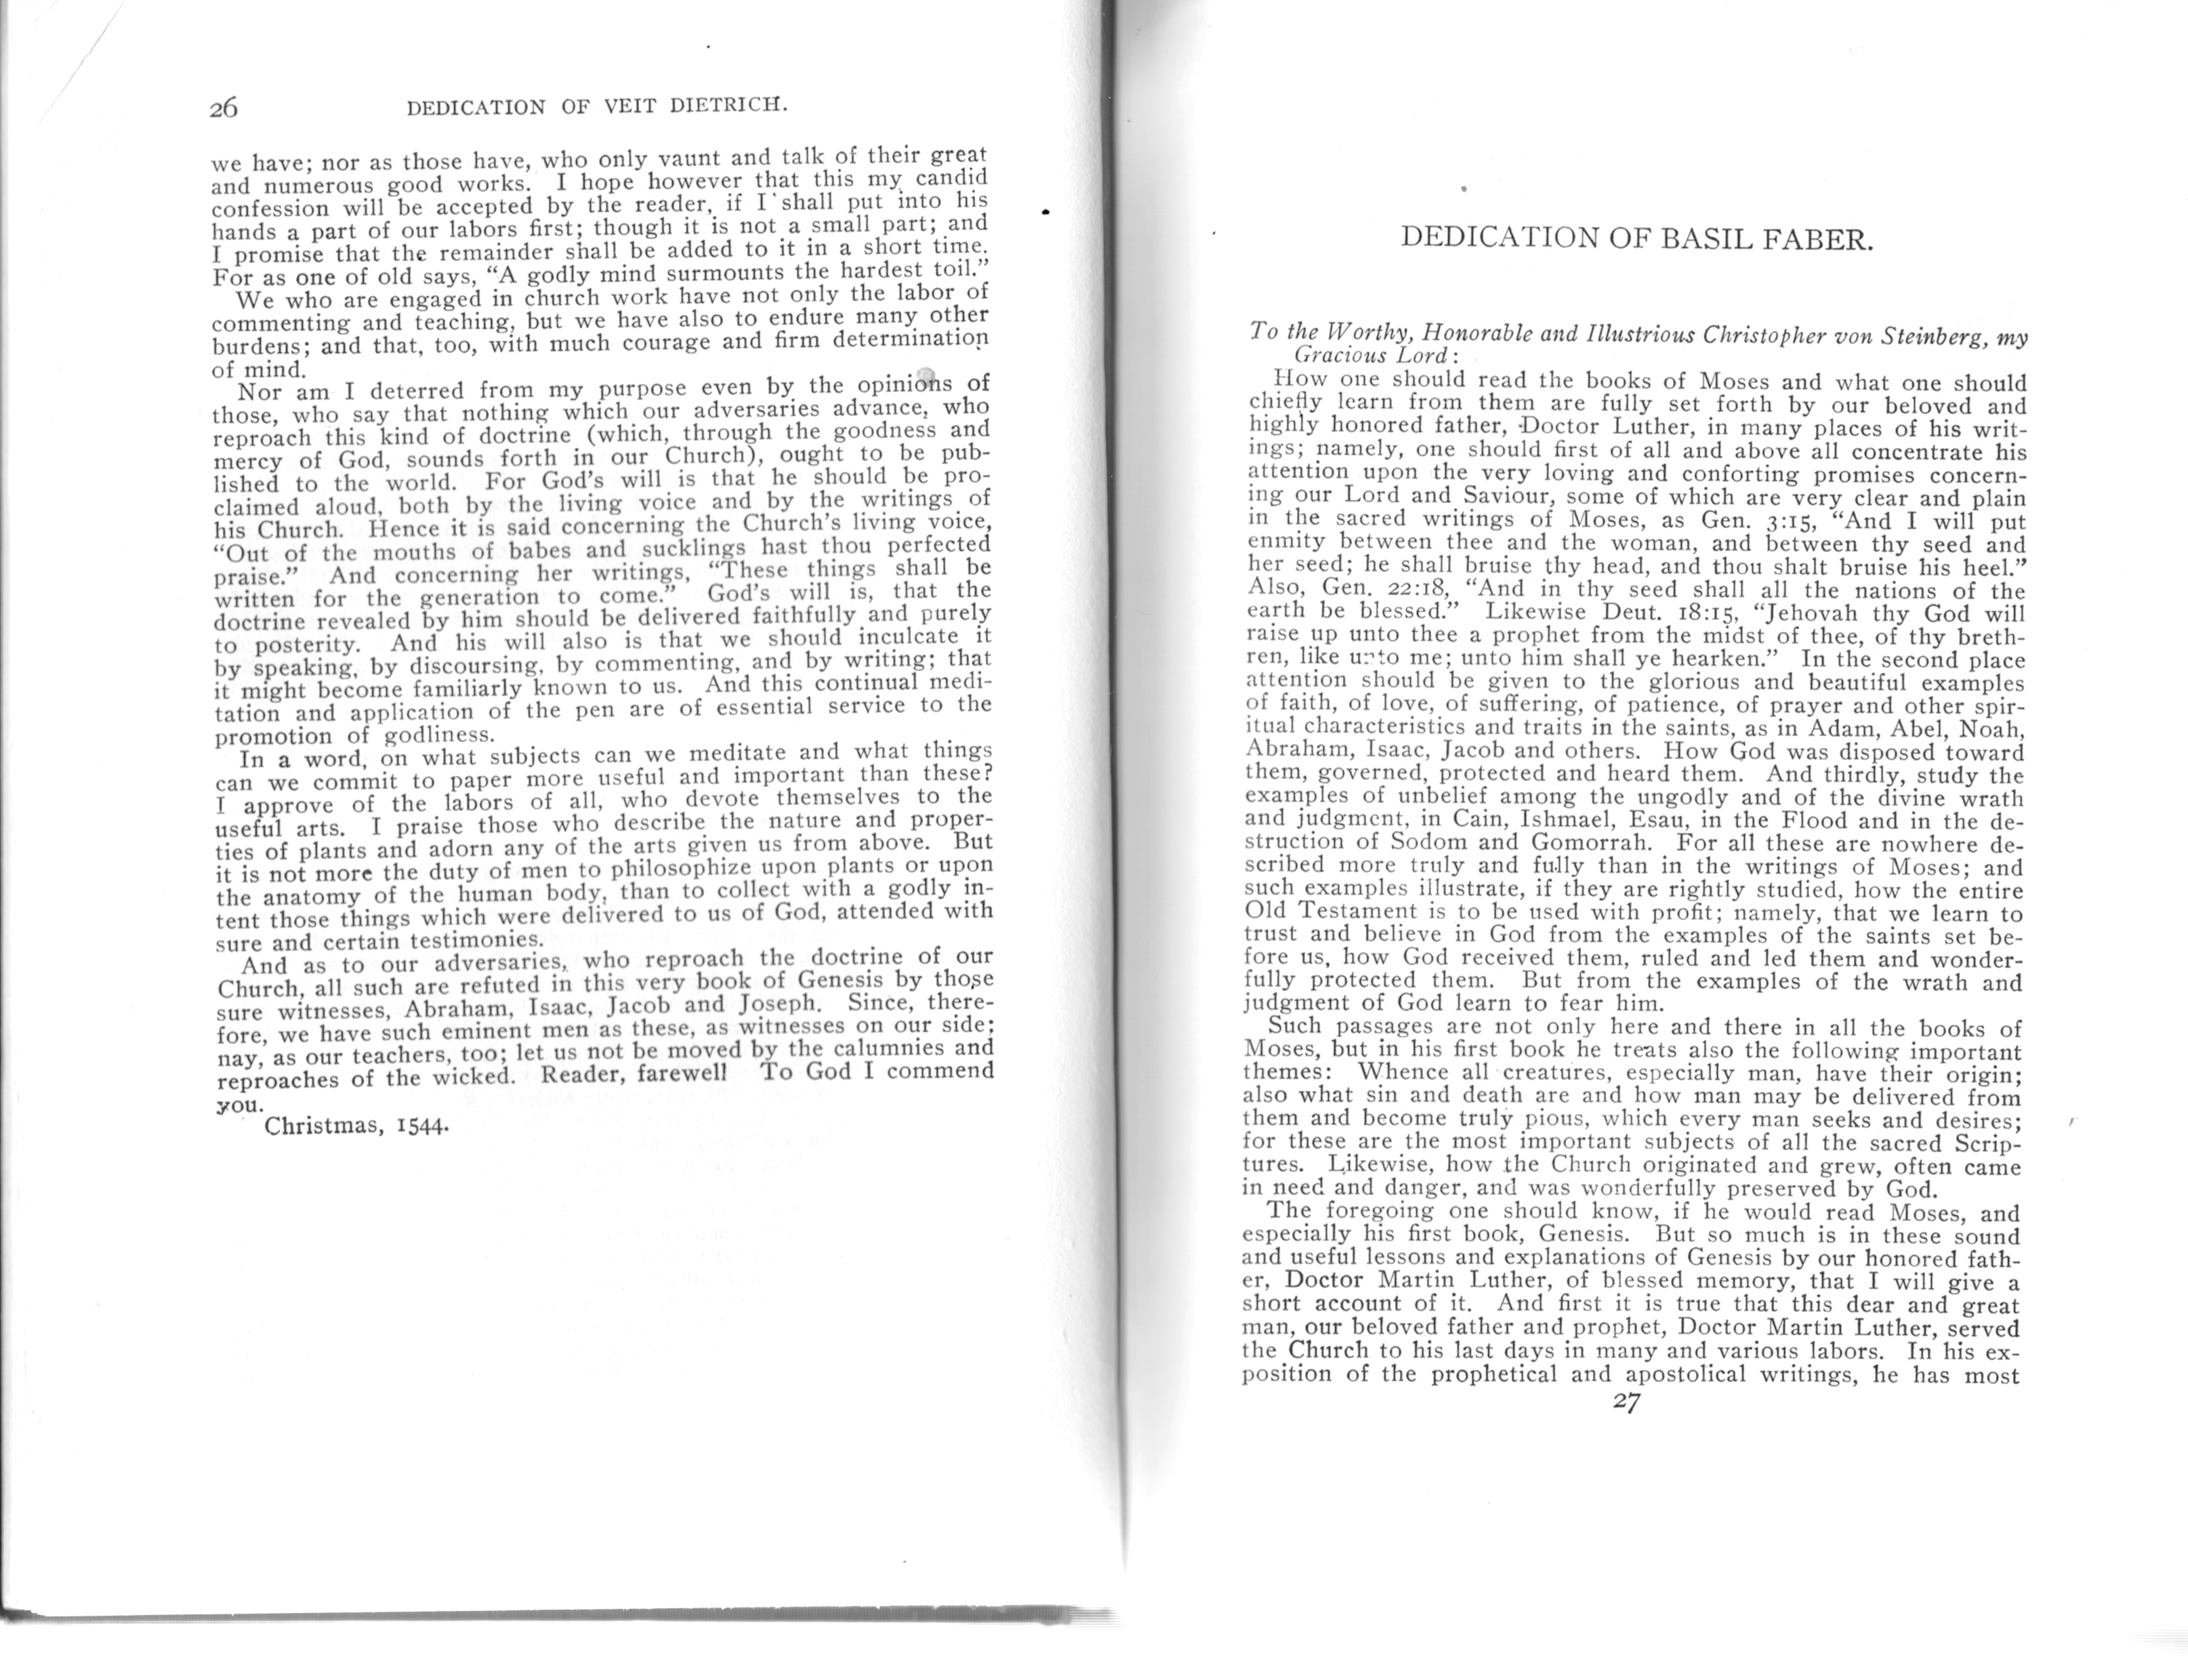 26 DEDICATION OF VEIT DIETRICH.
we have; nor as those have, who only vaunt and talk of their great
and numerous good works. I hope however that this my candid
confession will be accepted by the reader, if I shall put into his
hands a part of our labors first; though it is not a small part; and
I promise that the remainder shall be added to it in a short time.
For as one of old says, “A godly mind surmounts the hardest toil.”
We who are engaged in church work have not only the labor of
commenting and teaching, but we have also to endure many other
burdens; and that, too, with much courage and firm determination
of mind.
Nor am I deterred from my purpose even by the opinions of
those, who say that nothing which our adversaries advance, who
reproach this kind of doctrine (which, through the goodness and
mercy of God, sounds forth in our Church), ought to be pub-
lished to the world. For God’s will is that he should be pro-
claimed aloud, both by the living voice and by the writings of
his Church. Hence it is said concerning the Church’s living voice,
“Out of the mouths of babes and sucklings hast thou perfected
praise.” And concerning her writings, “These things shall be
written for the generation to come.” God’s will is, that the
doctrine revealed by him should be delivered faithfully and purely
to posterity. And his will also is that we should inculcate it
by speaking, by discoursing, by commenting, and by writing; that
it might become familiarly known to us. And this continual medi-
tation and application of the pen are of essential service to the
promotion of godliness.
In a word, on what subjects can we meditate and what things
can we commit to paper more useful and important than these?
I approve of the labors of all, who devote themselves to the
useful arts. I praise those who describe the nature and proper-
ties of plants and adorn any of the arts given us from above. But
it is not more the duty of men to philosophize upon plants or upon
the anatomy of the human body, than to collect with a godly in-
tent those things which were delivered to us of God, attended with
sure and certain testimonies.
And as to our adversaries, who reproach the doctrine of our
Church, all such are refuted in this very book of Genesis by those
sure witnesses, Abraham, Isaac, Jacob and Joseph. Since, there-
fore, we have such eminent men as these, as witnesses on our side;
nay, as our teachers, too; let us not be moved by the calumnies and
reproaches of the wicked. Reader, farewell To God I commend
you.
Christmas, 1544.
DEDICATION OF BASIL FABER.
To the Worthy, Honorable and Illustrious Christopher von Steinberg, my
Gracious Lord:
How one should read the books of Moses and what one should
chiefly learn from them are fully set forth by our beloved and
highly honored father, Doctor Luther, in many places of his writ-
ings; namely, one should first of all and above all concentrate his
attention upon the very loving and conforting promises concern-
ing our Lord and Saviour, some of which are very clear and plain
in the sacred writings of Moses, as Gen. 3:15, “And I will put
enmity between thee and the woman, and between thy seed and
her seed; he shall bruise thy head, and thou shalt bruise his heel.”
Also, Gen. 22:18, “And in thy seed shall all the nations of the
earth be blessed.” Likewise Deut. 18:15, “Jehovah thy God will
raise up unto thee a prophet from the midst of thee, of thy breth-
ren, like unto me; unto him shall ye hearken.” In the second place
attention should be given to the glorious and beautiful examples
of faith, of love, of suffering, of patience, of prayer and other spir-
itual characteristics and traits in the saints, as in Adam, Abel, Noah,
Abraham, Isaac, Jacob and others. How God was disposed toward
them, governed, protected and heard them. And thirdly, study the
examples of unbelief among the ungodly and of the divine wrath
and judgment, in Cain, Ishmael, Esau, in the Flood and in the de-
struction of Sodom and Gomorrah. For all these are nowhere de-
scribed more truly and fully than in the writings of Moses; and
such examples illustrate, if they are rightly studied, how the entire
Old Testament is to be used with profit; namely, that we learn to
trust and believe in God from the examples of the saints set be-
fore us, how God received them, ruled and led them and wonder-
fully protected them. But from the examples of the wrath and
judgment of God learn to fear him.
Such passages are not only here and there in all the books of
Moses, but in his first book he treats also the following important
themes: Whence all creatures, especially man, have their origin;
also what sin and death are and how man may be delivered from
them and become truly pious, which every man seeks and desires;
for these are the most important subjects of all the sacred Scrip-
tures. Likewise, how the Church originated and grew, often came
in need and danger, and was wonderfully preserved by God.
The foregoing one should know, if he would read Moses, and
especially his first book, Genesis. But so much is in these sound
and useful lessons and explanations of Genesis by our honored fath-
er, Doctor Martin Luther, of blessed memory, that I will give a
short account of it. And first it is true that this dear and great
man, our beloved father and prophet, Doctor Martin Luther, served
the Church to his last days in many and various labors. In his ex-
position of the prophetical and apostolical writings, he has most
27